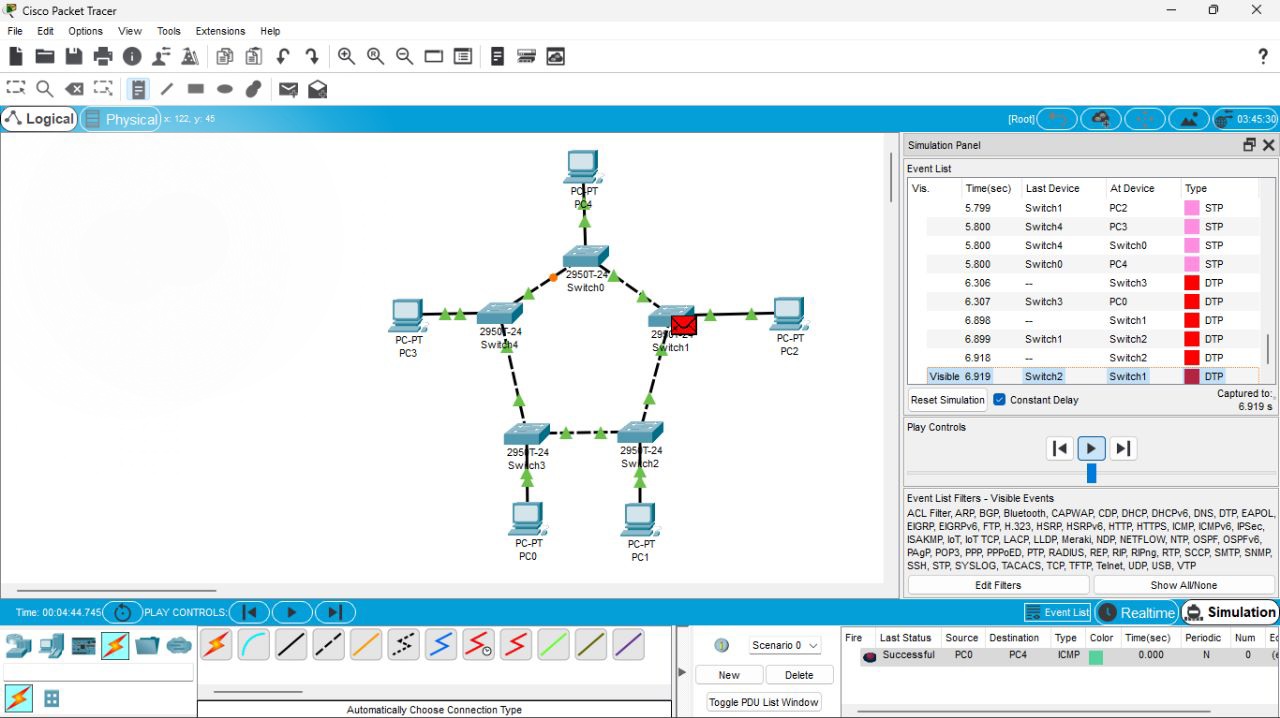 Cisco Packet Tracer
File Edit Options View Tools Extensions Help
?
Logical Physical x: 122, y: 45 [Root] 03:45:30
PC-PT
PC4
2950T-24
Switch0
PC-PT
PC3
2950T-24
Switch4
Switch1
PC-PT
PC2
2950T-24
Switch3
2950T-24
Switch2
PC-PT
PC0
PC-PT
PC1
Simulation Panel
Event List
Vis. Time(sec) Last Device At Device Type
5.799 Switch1 PC2 STP
5.800 Switch4 PC3 STP
5.800 Switch4 Switch0 STP
5.800 Switch0 PC4 STP
6.306 -- Switch3 DTP
6.307 Switch3 PC0 DTP
6.898 -- Switch1 DTP
6.899 Switch1 Switch2 DTP
6.918 -- Switch2 DTP
Visible 6.919 Switch2 Switch1 DTP
Reset Simulation Constant Delay Captured to:
6.919 s
Play Controls
Event List Filters - Visible Events
ACL Filter, ARP, BGP, Bluetooth, CAPWAP, CDP, DHCP, DHCPv6, DNS, DTP, EAPOL,
EIGRP, EIGRPv6, FTP, H.323, HSRP, HSRPv6, HTTP, HTTPS, ICMP, ICMPv6, IPSec,
ISAKMP, IoT, IoT TCP, LACP, LLDP, Meraki, NDP, NETFLOW, NTP, OSPF, OSPFv6,
PAgP, POP3, PPP, PPPoED, PTP, RADIUS, REP, RIP, RIPng, RTP, SCCP, SMTP, SNMP,
SSH, STP, SYSLOG, TACACS, TCP, TFTP, Telnet, UDP, USB, VTP
Edit Filters Show All/None
Time: 00:04:44.745 PLAY CONTROLS: Event List Realtime Simulation
Automatically Choose Connection Type
Scenario 0
New Delete
Toggle PDU List Window
Fire Last Status Source Destination Type Color Time(sec) Periodic Num
Successful PC0 PC4 ICMP 0.000 N 0